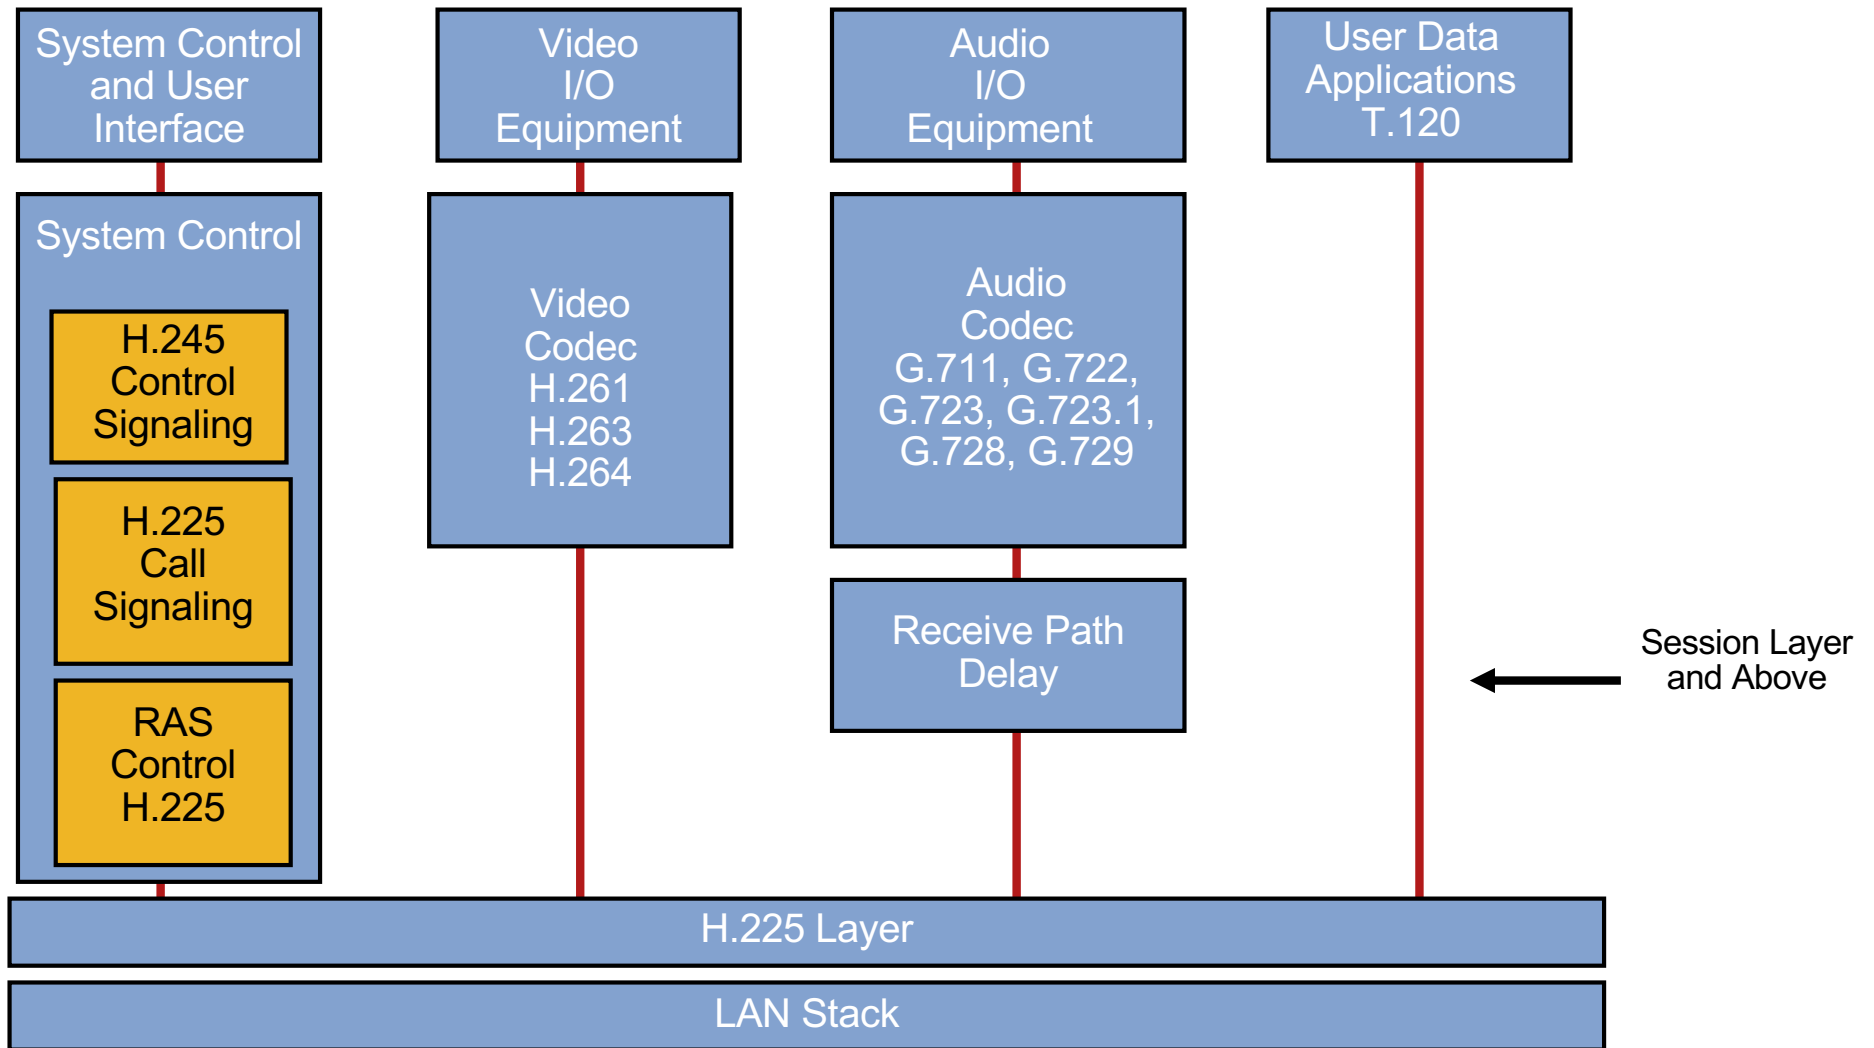 System Control
and User
Interface
Video
I/O
Equipment
Audio
I/O
Equipment
User Data
Applications
T.120
System Control
H.245
Control
Signaling
H.225
Call
Signaling
RAS
Control
H.225
Video
Codec
H.261
H.263
H.264
Audio
Codec
G.711, G.722,
G.723, G.723.1,
G.728, G.729
Receive Path
Delay
Session Layer
and Above
H.225 Layer
LAN Stack